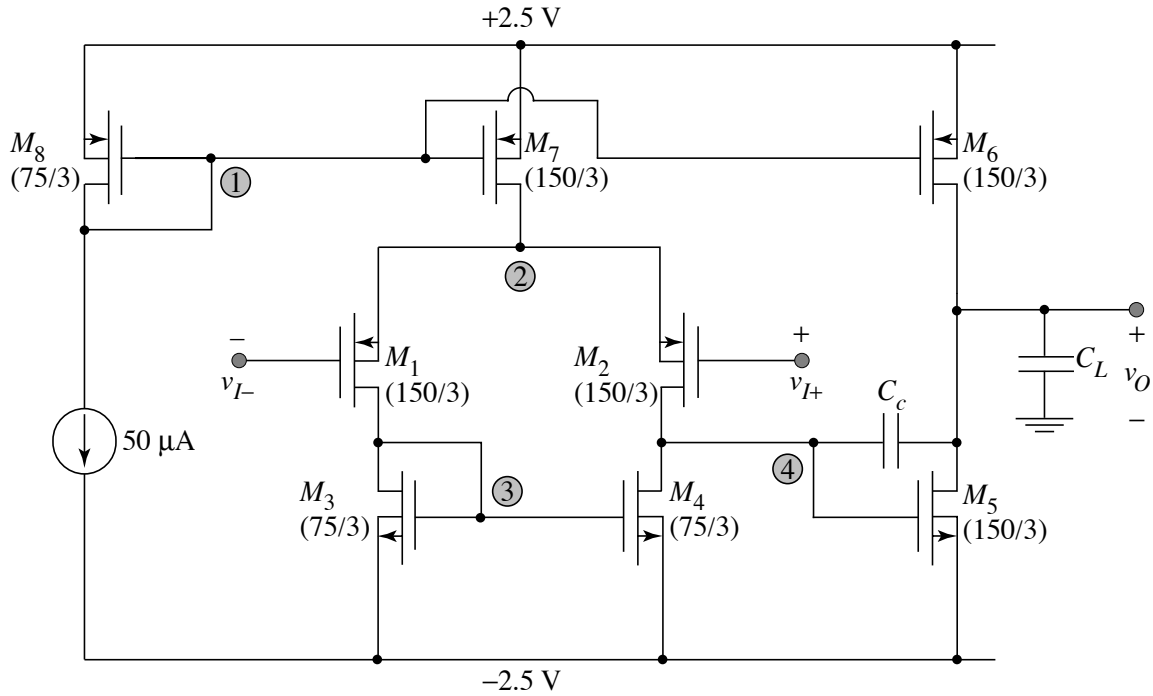 +2.5 V
M8
(75/3)
1
M7
(150/3)
M6
(150/3)
2
−
vI−
M1
(150/3)
M2
(150/3)
+
vI+
Cc
CL
+
vO
−
50 μA
M3
(75/3)
3
M4
(75/3)
4
M5
(150/3)
−2.5 V